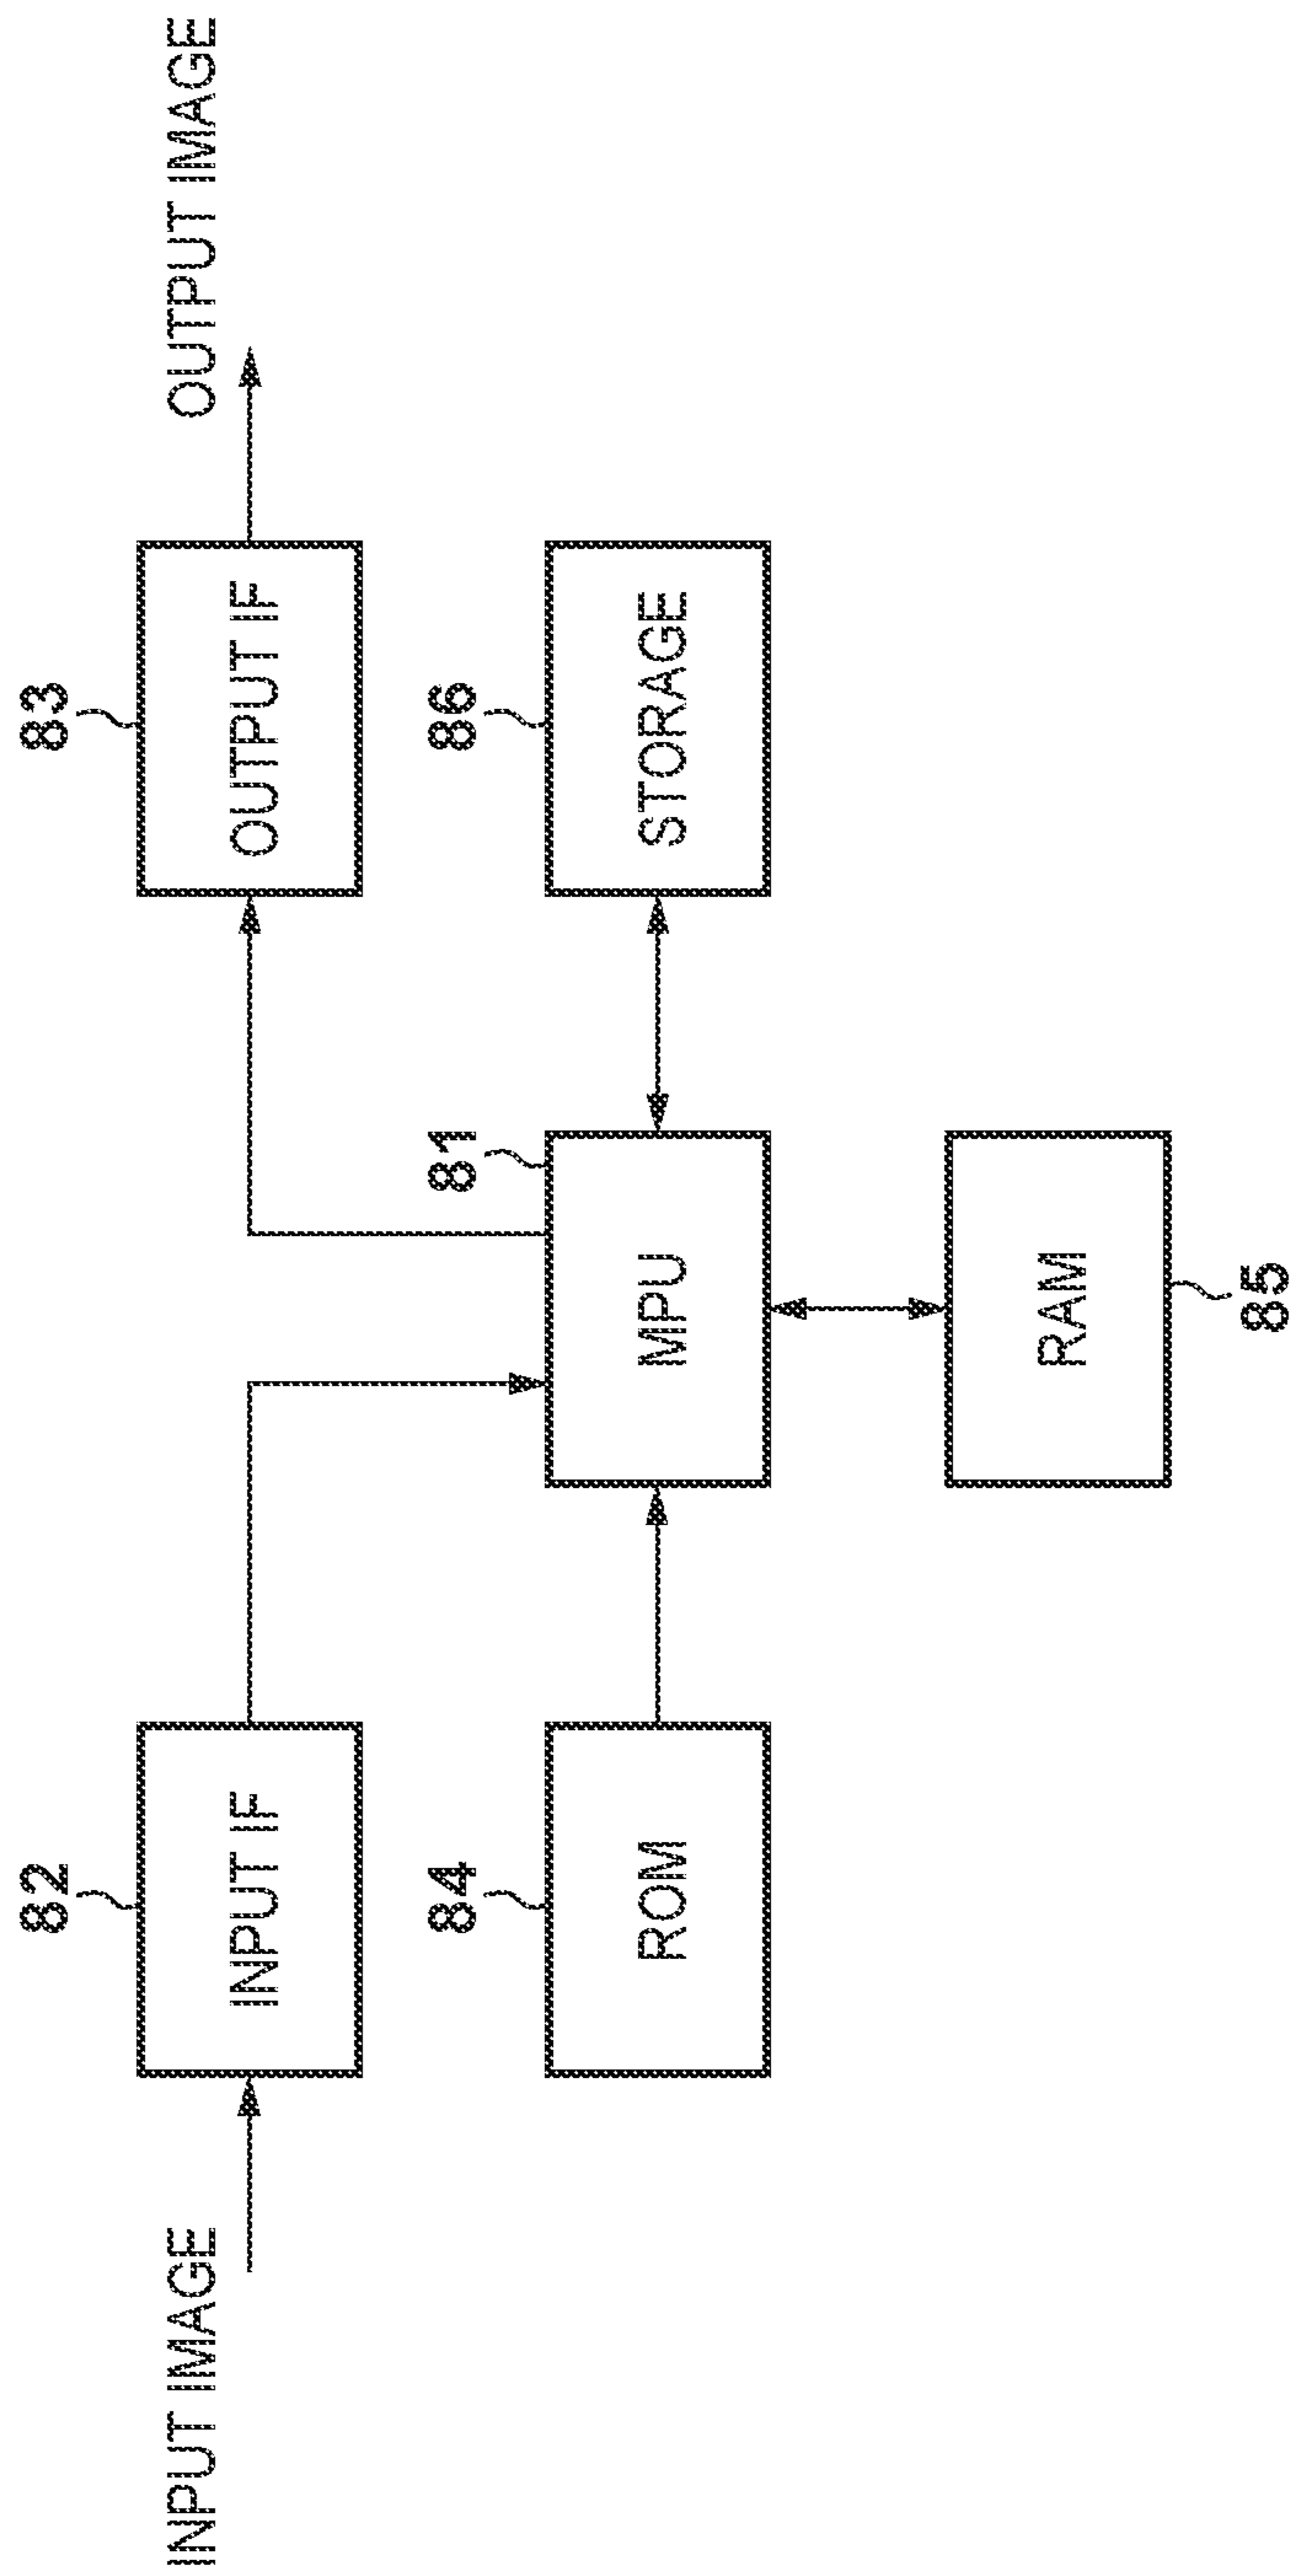 INPUT IMAGE
82
INPUT IF
83
OUTPUT IF
OUTPUT IMAGE
84
ROM
81
MPU
86
STORAGE
RAM
85